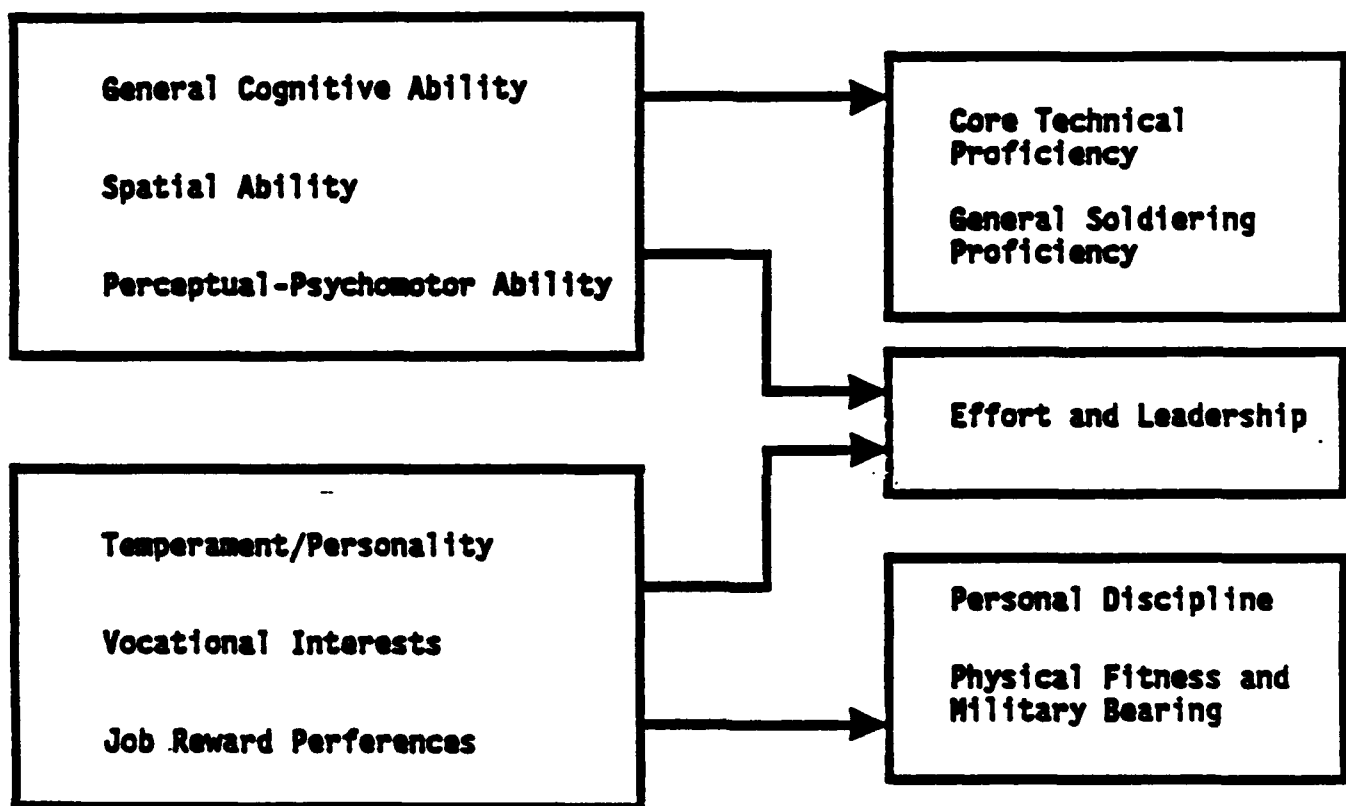 General Cognitive Ability
Spatial Ability
Perceptual-Psychomotor Ability
Core Technical
Proficiency
General Soldiering
Proficiency
Effort and Leadership
Temperament/Personality
Vocational Interests
Job Reward Perferences
Personal Discipline
Physical Fitness and
Military Bearing